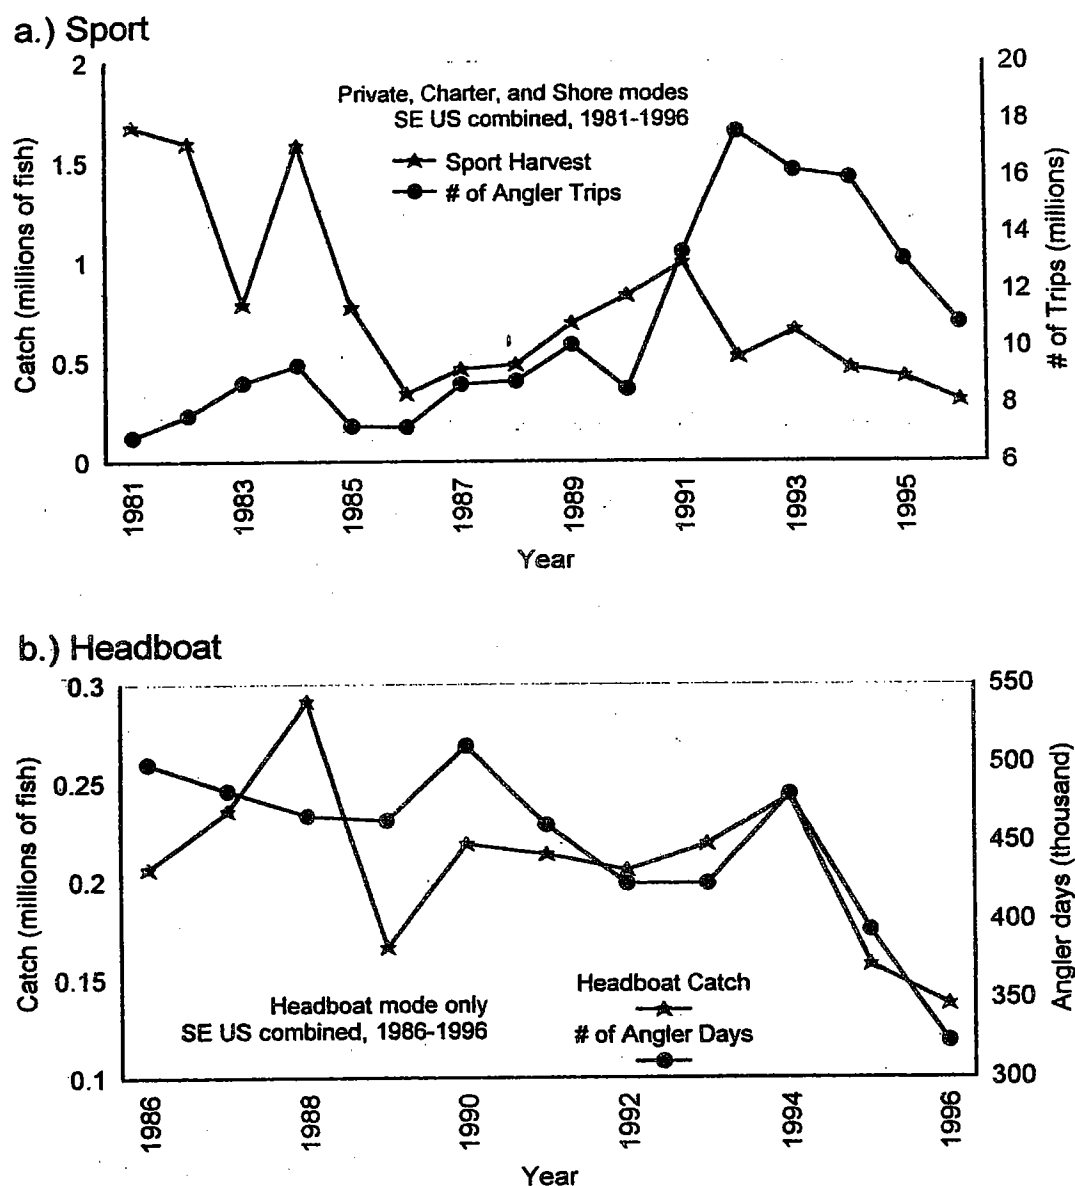 a.) Sport
2
1.5
1
0.5
0
Catch (millions of fish)
Private, Charter, and Shore modes
SE US combined, 1981-1996
Sport Harvest
# of Angler Trips
20
18
16
14
12
10
8
6
# of Trips (millions)
1981
1983
1985
1987
1989
1991
1993
1995
Year
b.) Headboat
0.3
0.25
0.2
0.15
0.1
Catch (millions of fish)
Headboat mode only
SE US combined, 1986-1996
Headboat Catch
# of Angler Days
550
500
450
400
350
300
Angler days (thousand)
1986
1988
1990
1992
1994
1996
Year